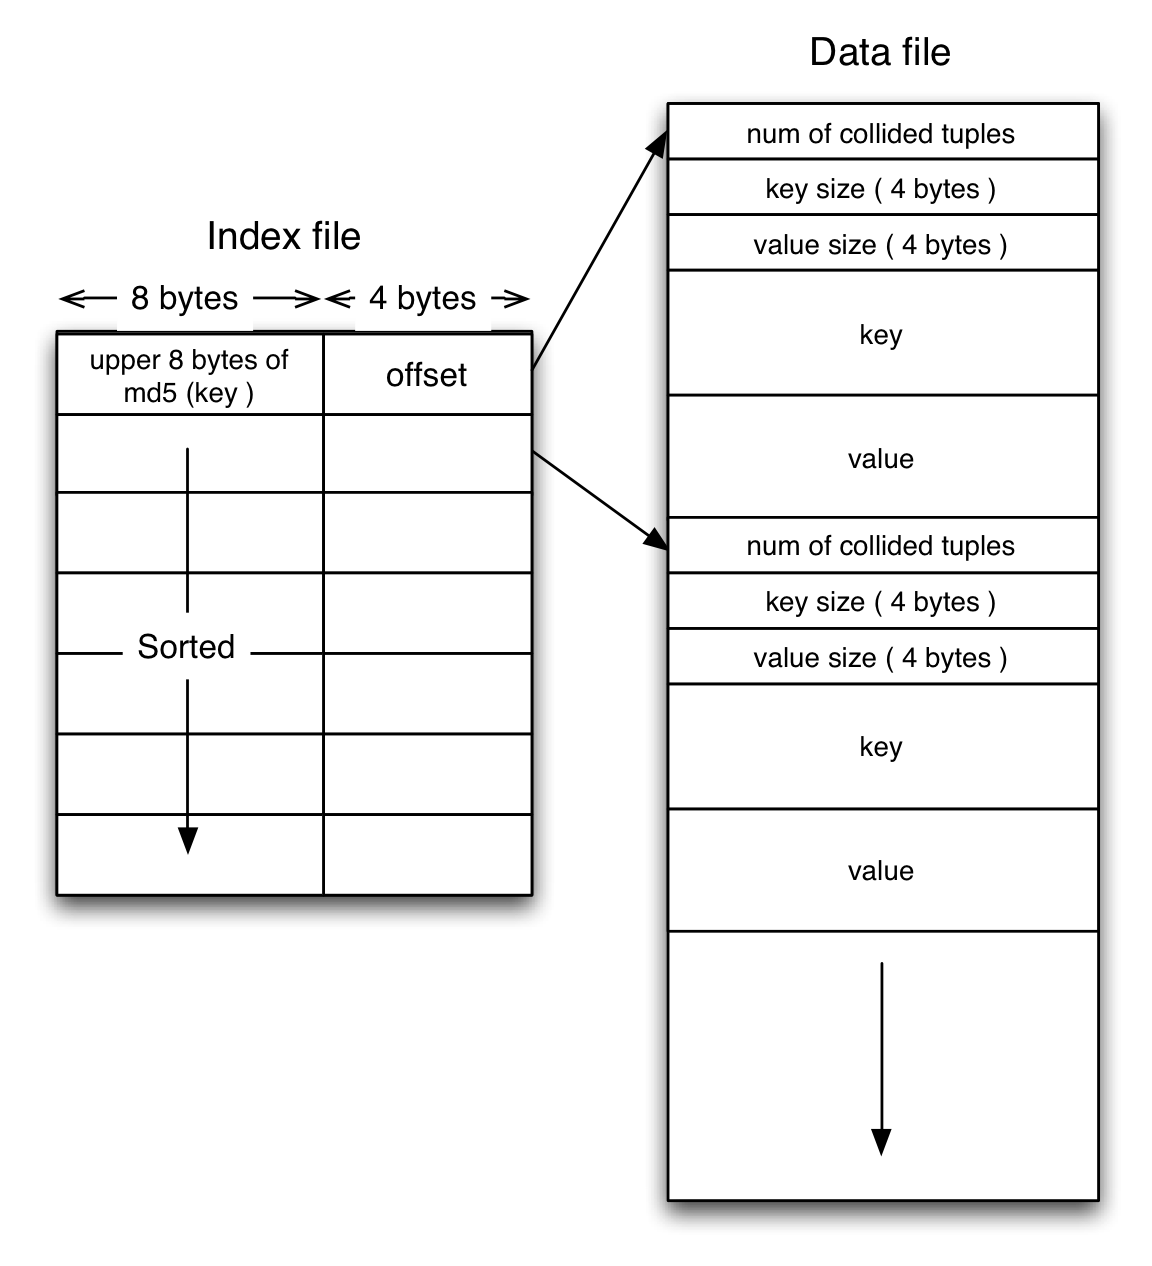 Data file
num of collided tuples
key size ( 4 bytes )
value size ( 4 bytes )
key
value
num of collided tuples
key size ( 4 bytes )
value size ( 4 bytes )
key
value
Index file
8 bytes
4 bytes
upper 8 bytes of
md5 (key )
offset
Sorted